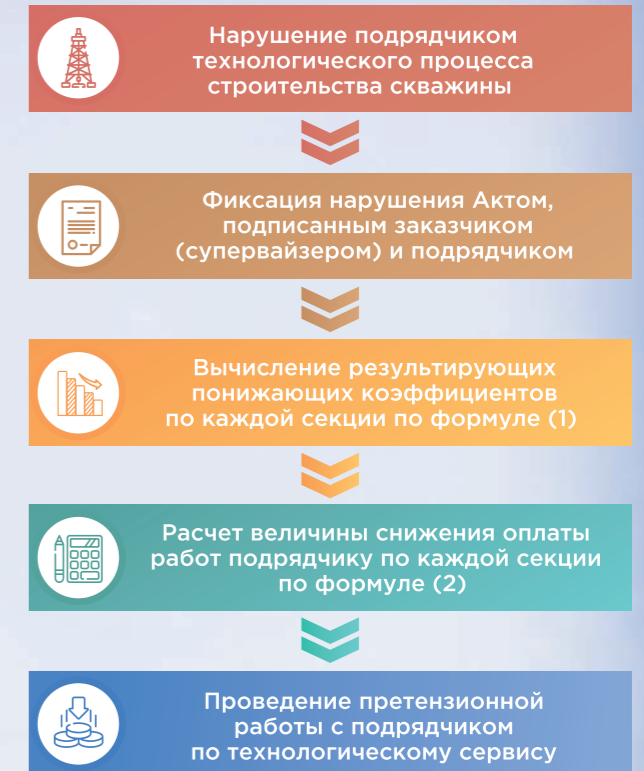 Нарушение подрядчиком
технологического процесса
строительства скважины
Фиксация нарушения Актом,
подписанным заказчиком
(супервайзером) и подрядчиком
Вычисление результирующих
понижающих коэффициентов
по каждой секции по формуле (1)
Расчет величины снижения оплаты
работ подрядчику по каждой секции
по формуле (2)
Проведение претензионной
работы с подрядчиком
по технологическому сервису